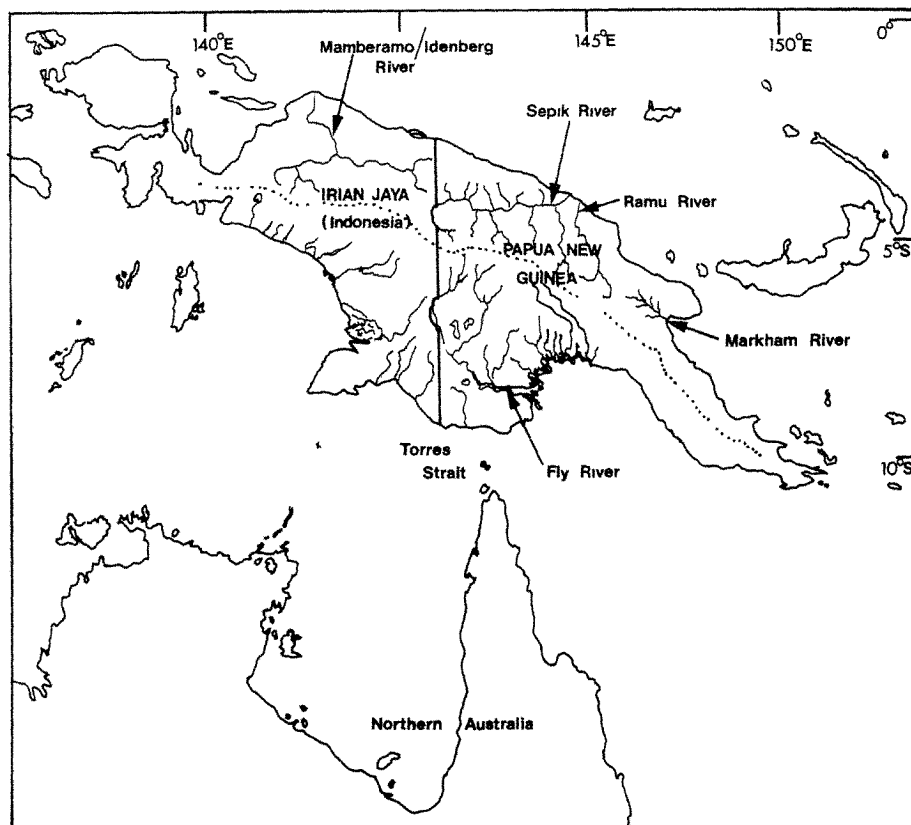 140°E
145°E
150°E
0°
Mamberamo/Idenberg
River
Sepik River
Ramu River
IRIAN JAYA
(Indonesia)
5°S
PAPUA NEW
GUINEA
Markham River
Torres
Strait
Fly River
10°S
Northern Australia